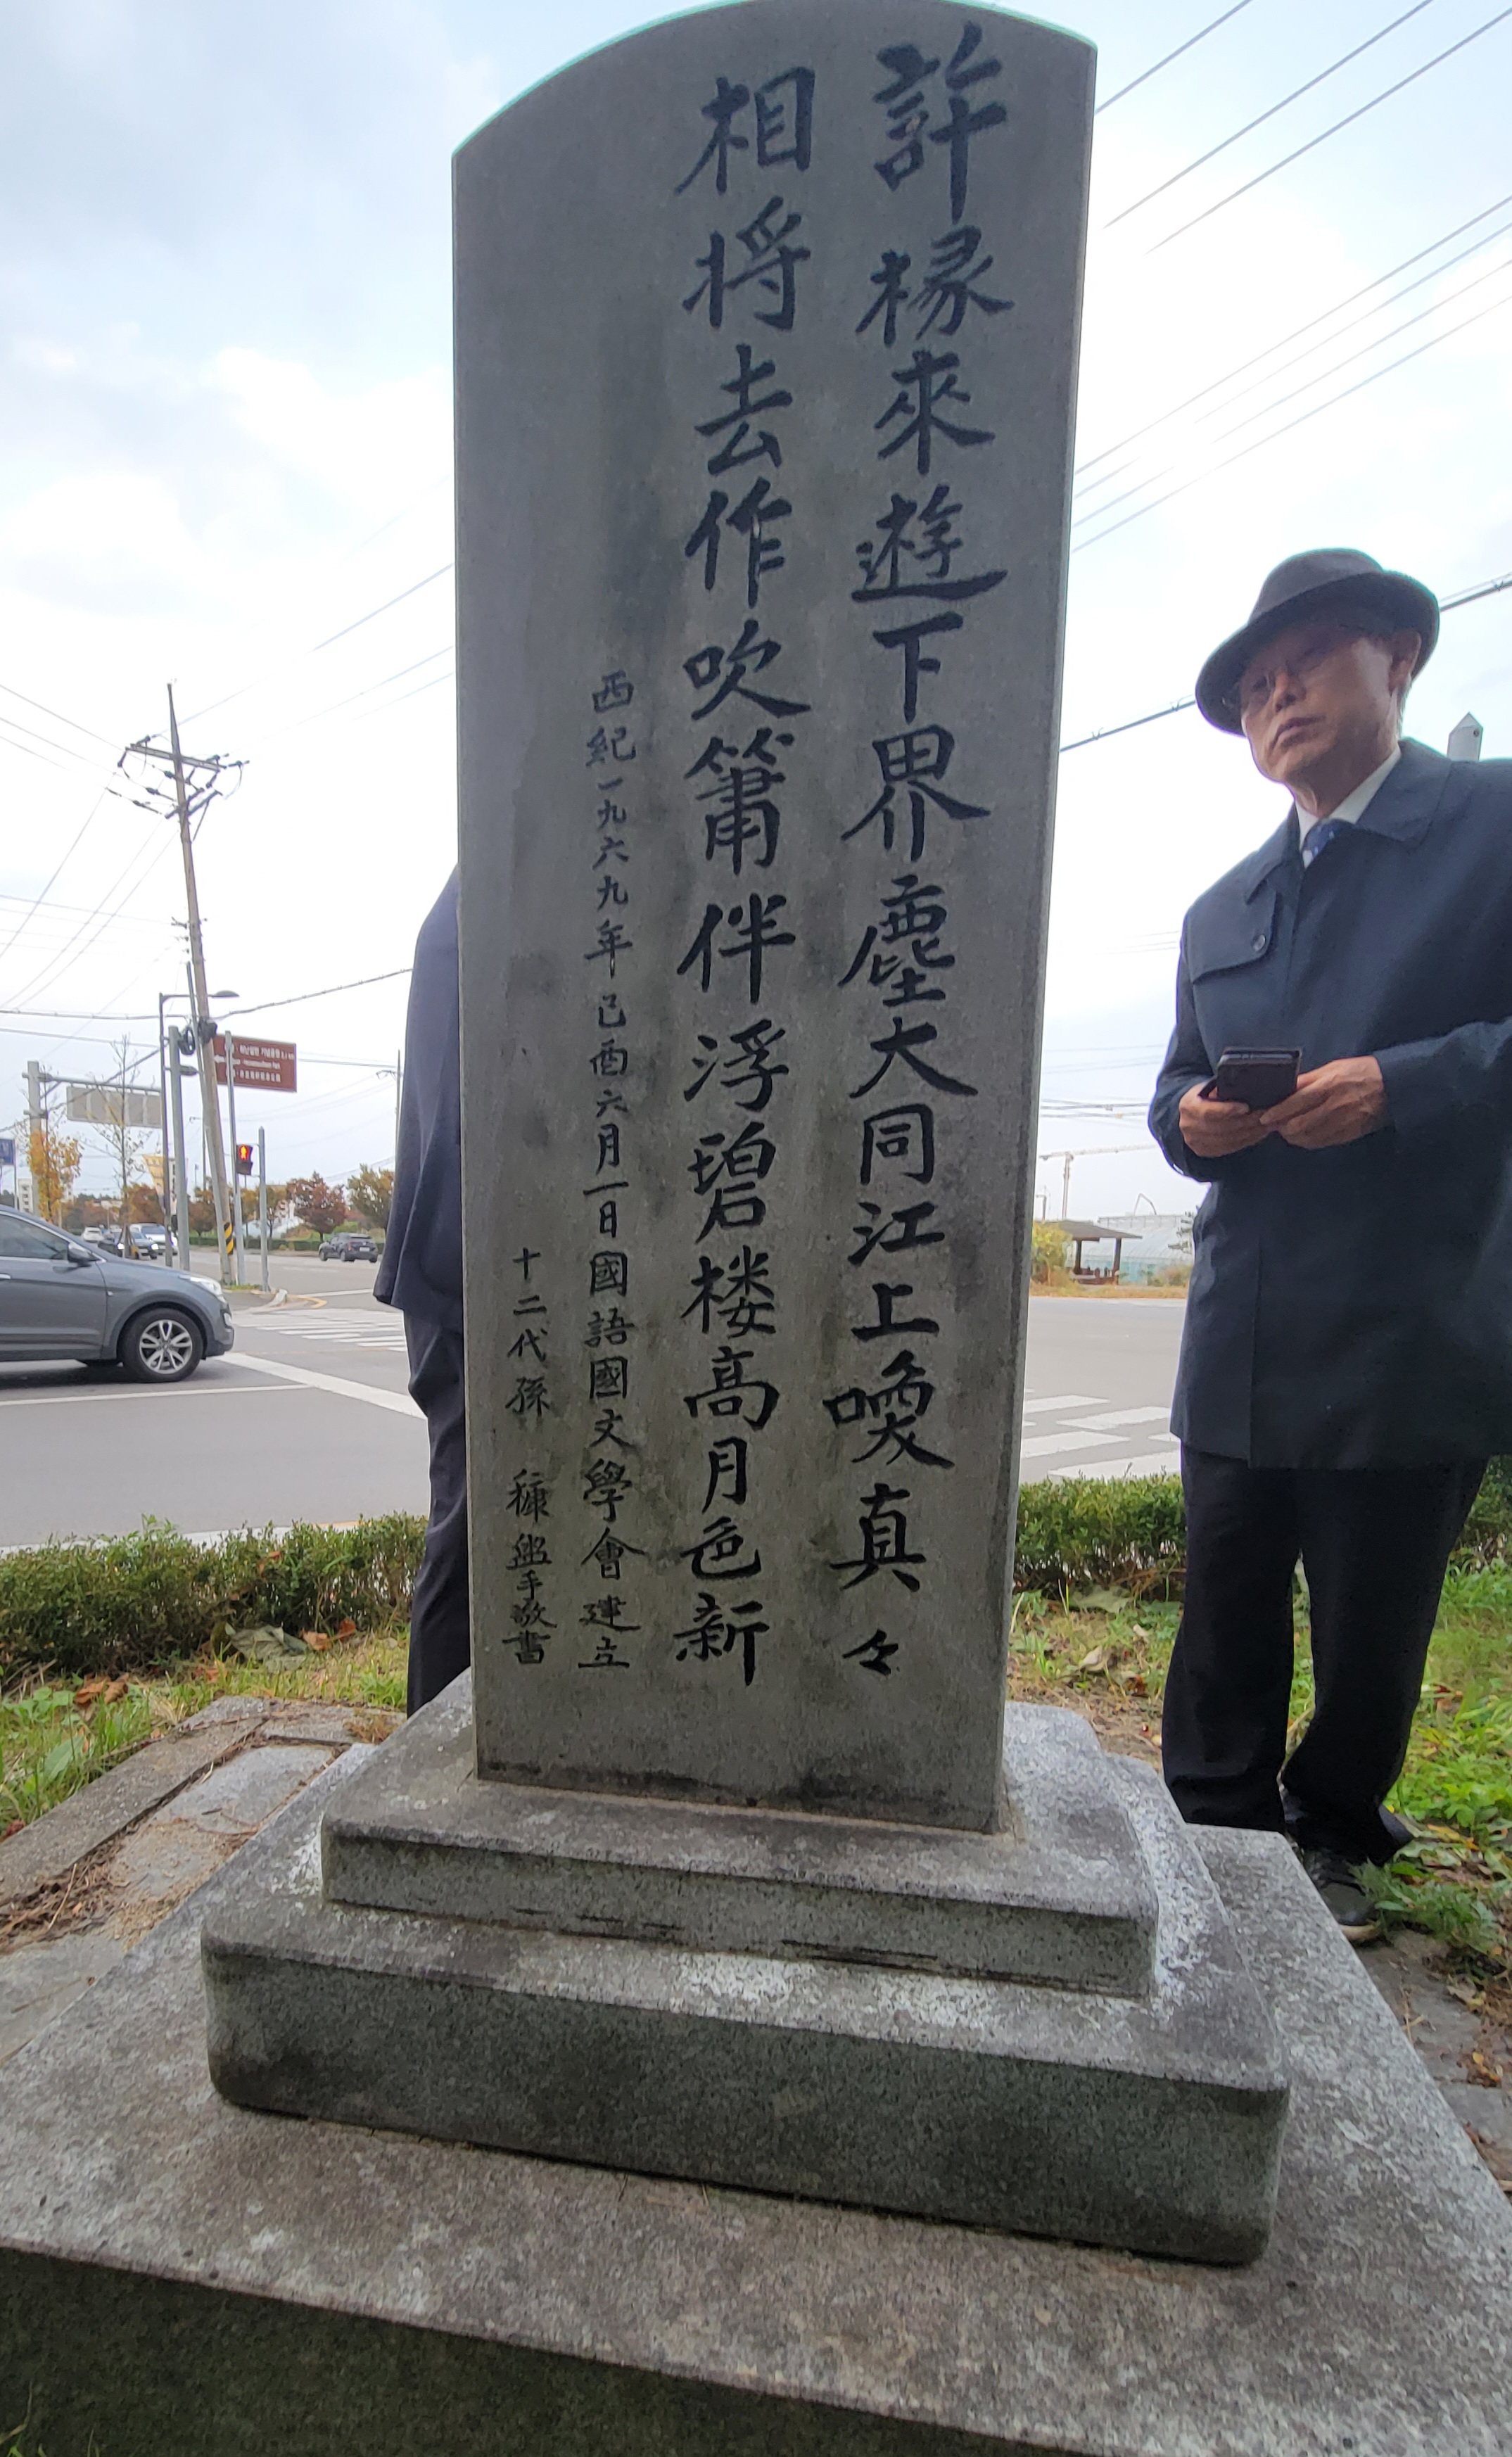 許椽來遊下界塵大同江上喚真々
相将去作吹簫伴浮碧楼高月色新
西紀一九六九年己酉六月一日國語國文學會建立
十二代孫 手敬書